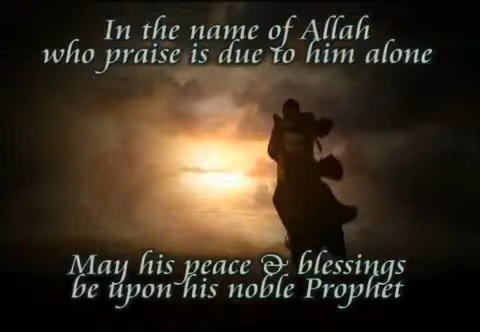 In the name of Allah
who praise is due to him alone
May his peace & blessings
be upon his noble Prophet